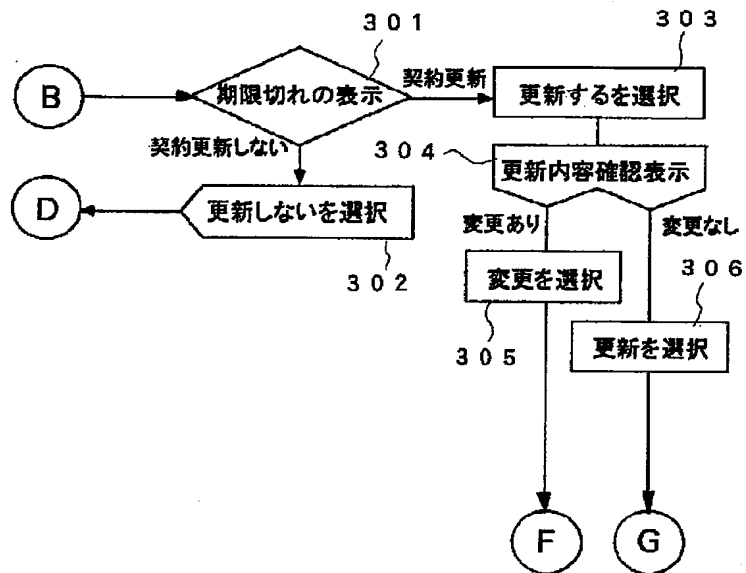 301
303
B
期限切れの表示
契約更新
更新するを選択
契約更新しない
304
更新内容確認表示
D
更新しないを選択
302
変更あり
変更なし
変更を選択
306
305
更新を選択
F
G